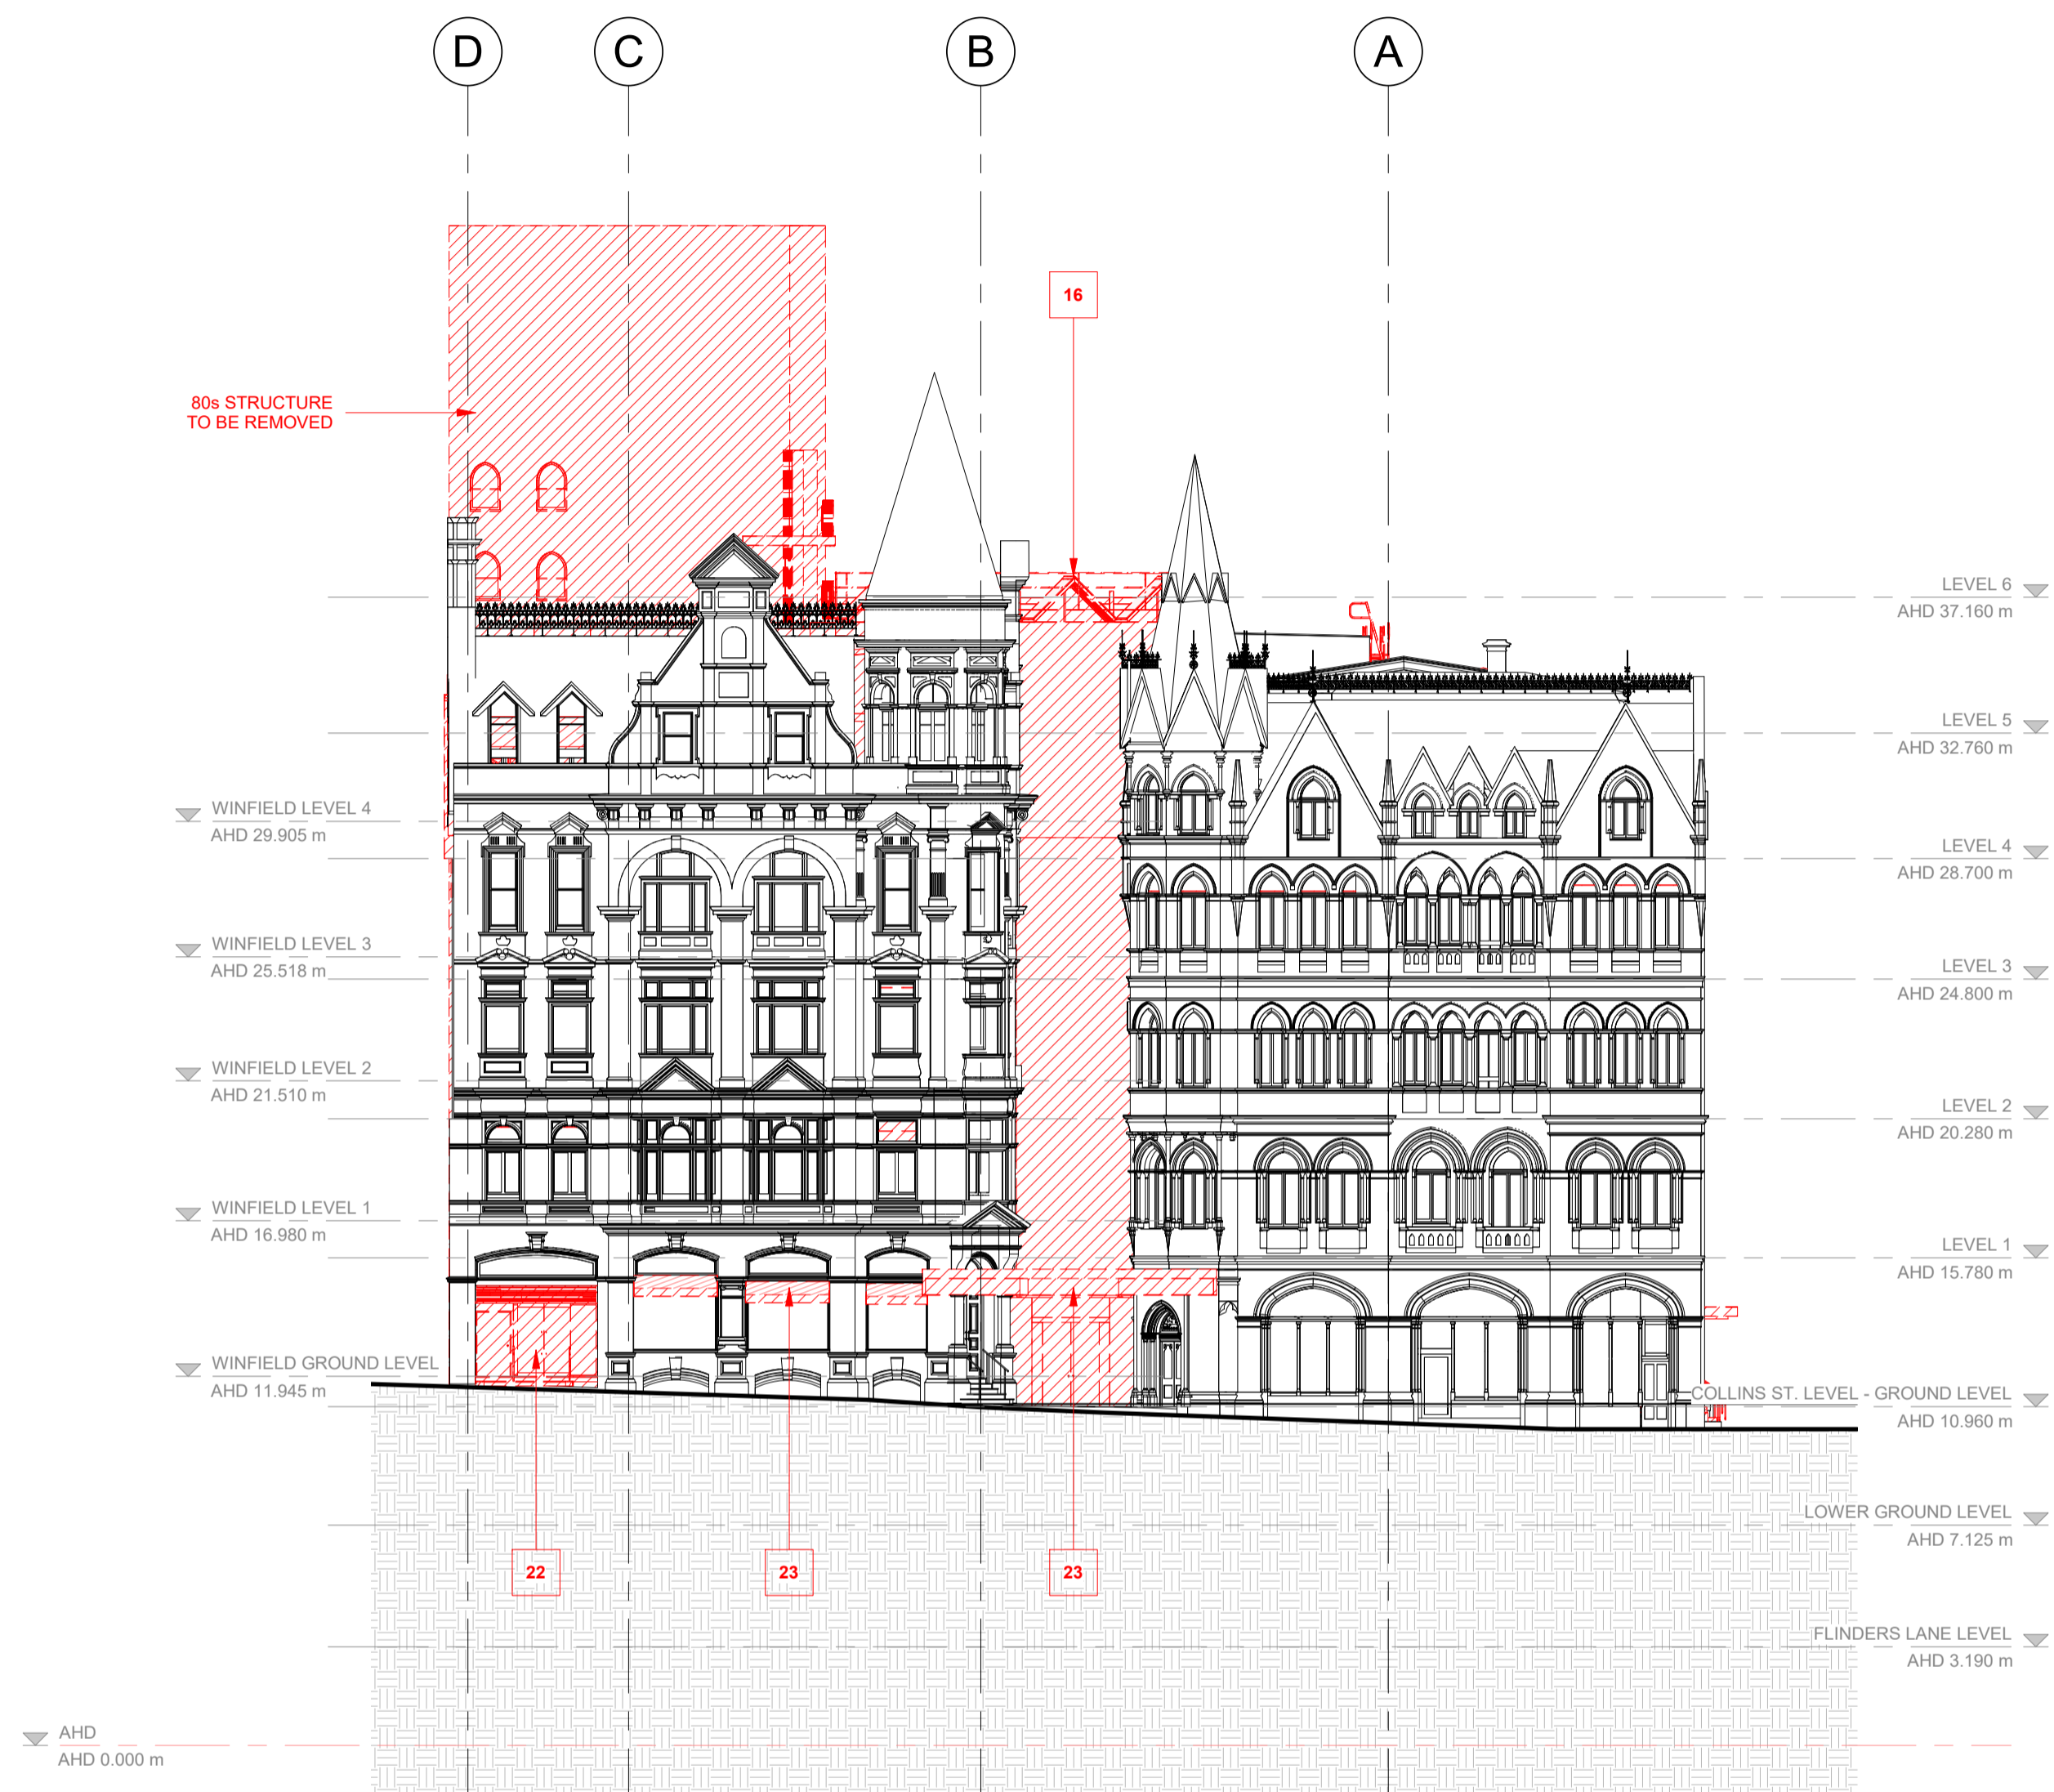 D
C
B
A
16
80s STRUCTURE
TO BE REMOVED
LEVEL 6
AHD 37.160 m
LEVEL 5
AHD 32.760 m
WINFIELD LEVEL 4
AHD 29.905 m
LEVEL 4
AHD 28.700 m
WINFIELD LEVEL 3
AHD 25.518 m
LEVEL 3
AHD 24.800 m
WINFIELD LEVEL 2
AHD 21.510 m
LEVEL 2
AHD 20.280 m
WINFIELD LEVEL 1
AHD 16.980 m
LEVEL 1
AHD 15.780 m
WINFIELD GROUND LEVEL
AHD 11.945 m
COLLINS ST. LEVEL - GROUND LEVEL
AHD 10.960 m
LOWER GROUND LEVEL
AHD 7.125 m
22
23
23
FLINDERS LANE LEVEL
AHD 3.190 m
AHD
AHD 0.000 m